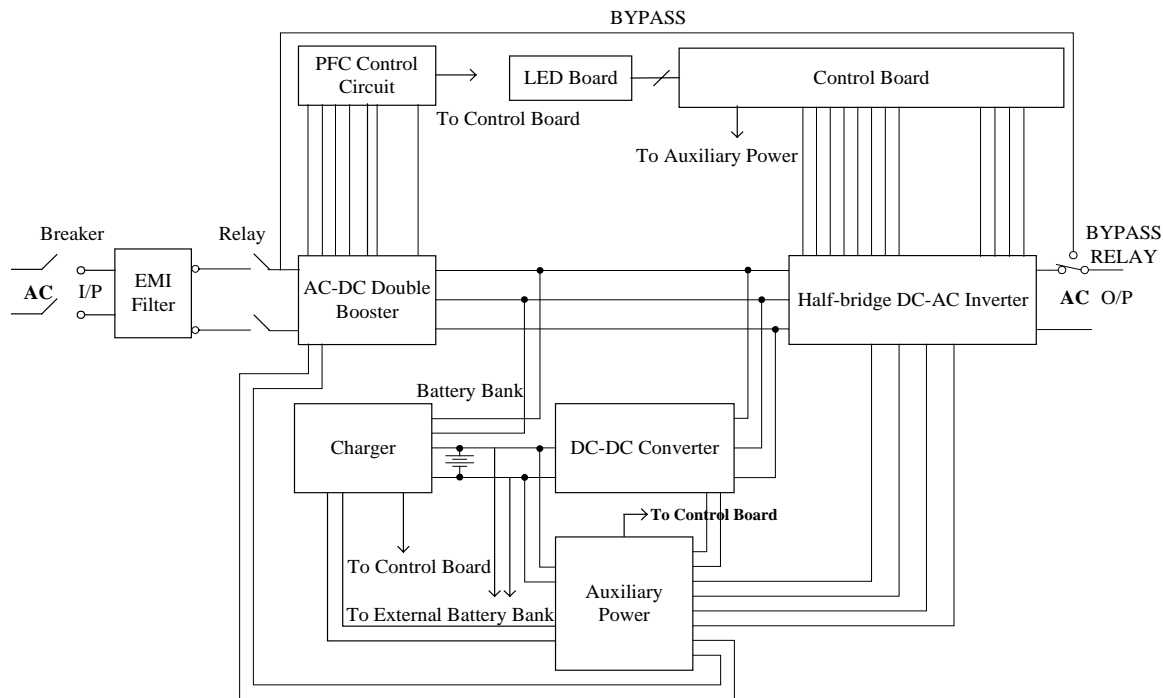 BYPASS
PFC Control
Circuit
LED Board
Control Board
To Control Board
To Auxiliary Power
Breaker
Relay
BYPASS
RELAY
AC
I/P
EMI
Filter
AC-DC Double
Booster
Half-bridge DC-AC Inverter
AC
O/P
Battery Bank
Charger
DC-DC Converter
To Control Board
To Control Board
To External Battery Bank
Auxiliary
Power